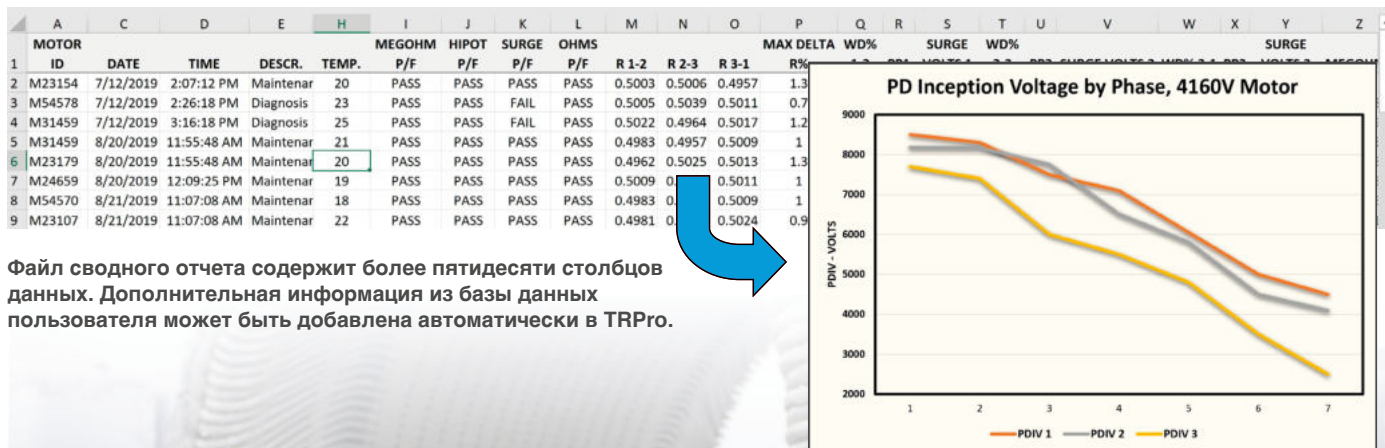 A C D E H I J K L M N O P Q R S T U V W X Y Z
MOTOR MEGOHM HIPOT SURGE OHMS MAX DELTA WD% SURGE WD% SURGE
1 ID DATE TIME DESCR. TEMP. P/F P/F P/F P/F R 1-2 R 2-3 R 3-1 R%
2 M23154 7/12/2019 2:07:12 PM Maintenar 20 PASS PASS PASS PASS 0.5003 0.5006 0.4957 1.3
3 M54578 7/12/2019 2:26:18 PM Diagnosis 23 PASS PASS FAIL PASS 0.5005 0.5039 0.5011 0.7
4 M31459 7/12/2019 3:16:18 PM Diagnosis 25 PASS PASS FAIL PASS 0.5022 0.4964 0.5017 1.2
5 M31459 8/20/2019 11:55:48 AM Maintenar 21 PASS PASS PASS PASS 0.4983 0.4957 0.5009 1
6 M23179 8/20/2019 11:55:48 AM Maintenar 20 PASS PASS PASS PASS 0.4962 0.5025 0.5013 1.3
7 M24659 8/20/2019 12:09:25 PM Maintenar 19 PASS PASS PASS PASS 0.5009 0.5011 1
8 M54570 8/21/2019 11:07:08 AM Maintenar 18 PASS PASS PASS PASS 0.4983 0.5009 1
9 M23107 8/21/2019 11:07:08 AM Maintenar 22 PASS PASS PASS PASS 0.4981 0.5024 0.9
Файл сводного отчета содержит более пятидесяти столбцов
данных. Дополнительная информация из базы данных
пользователя может быть добавлена автоматически в TRPro.
PD Inception Voltage by Phase, 4160V Motor
PDIV - VOLTS
9000
8000
7000
6000
5000
4000
3000
2000
1 2 3 4 5 6 7
PDIV 1 PDIV 2 PDIV 3